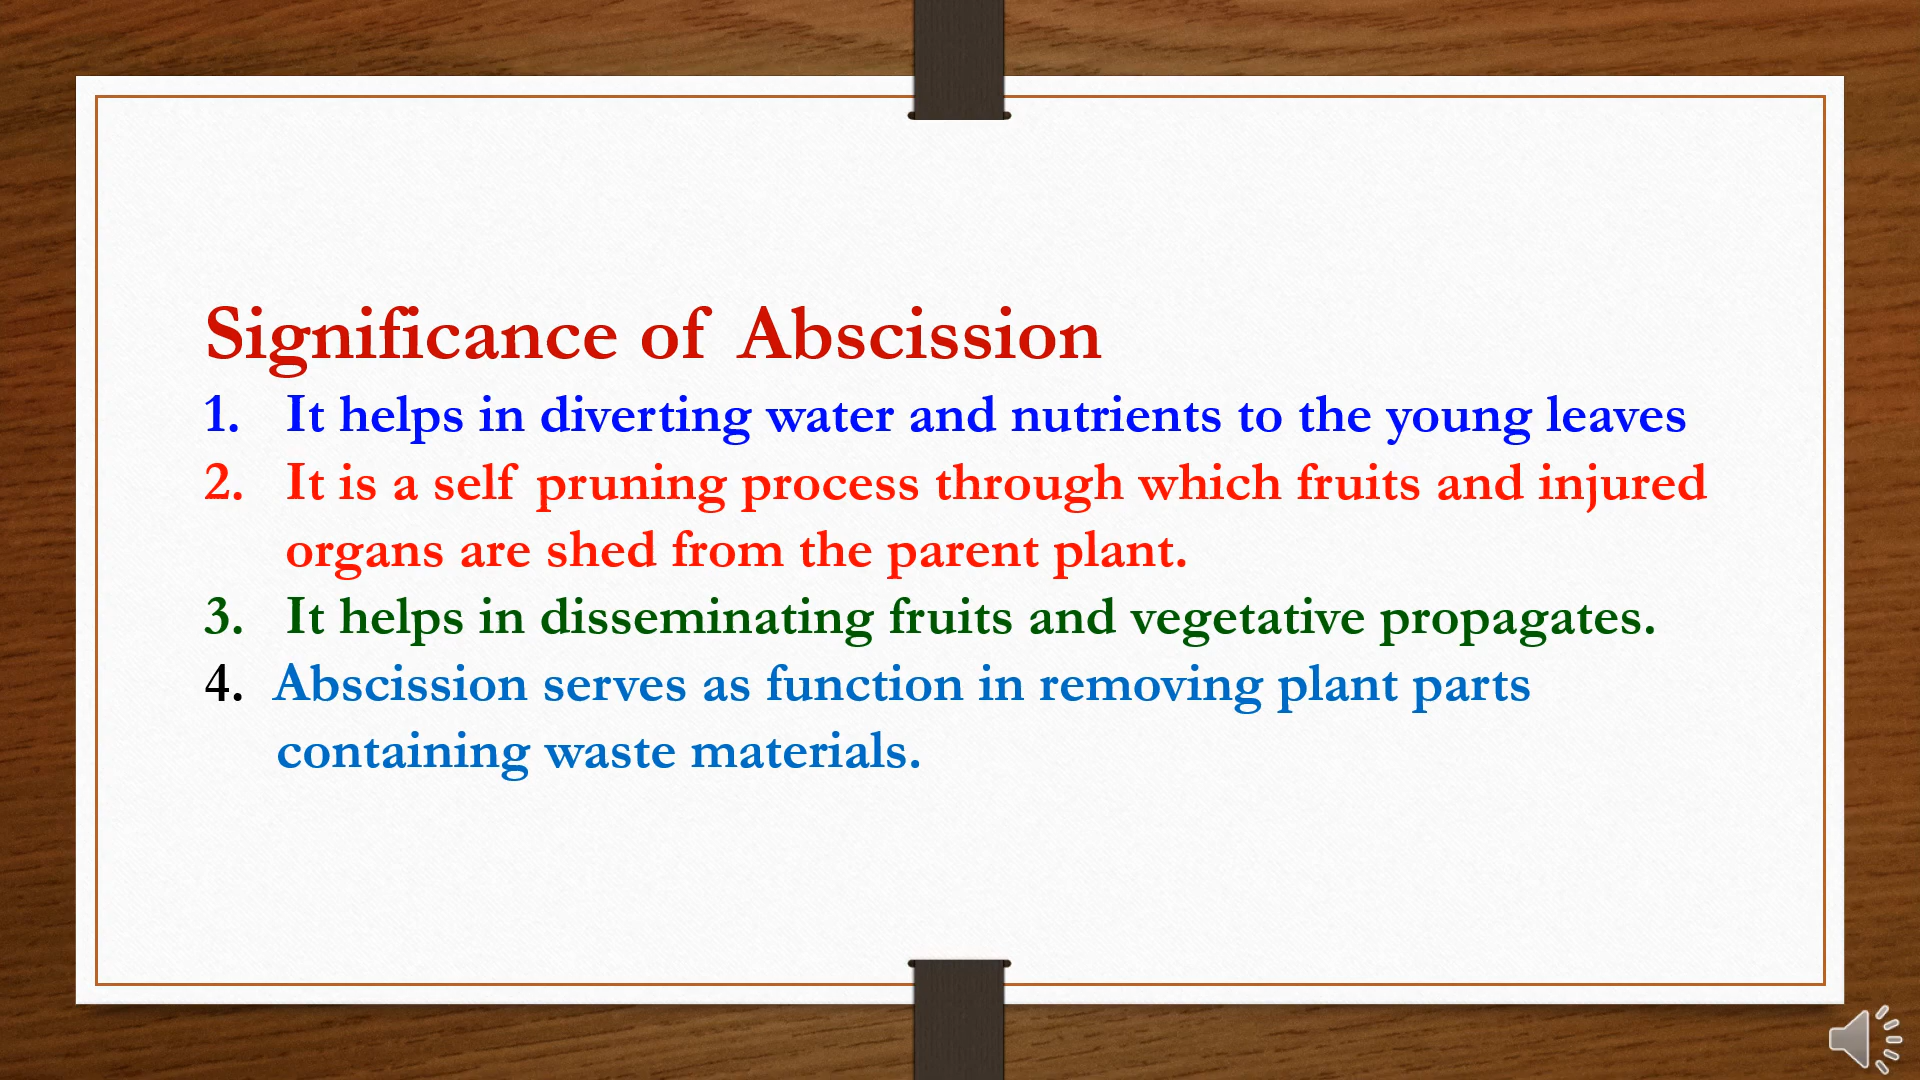 Significance of Abscission
1. It helps in diverting water and nutrients to the young leaves
2. It is a self pruning process through which fruits and injured
organs are shed from the parent plant.
3. It helps in disseminating fruits and vegetative propagates.
4. Abscission serves as function in removing plant parts
containing waste materials.